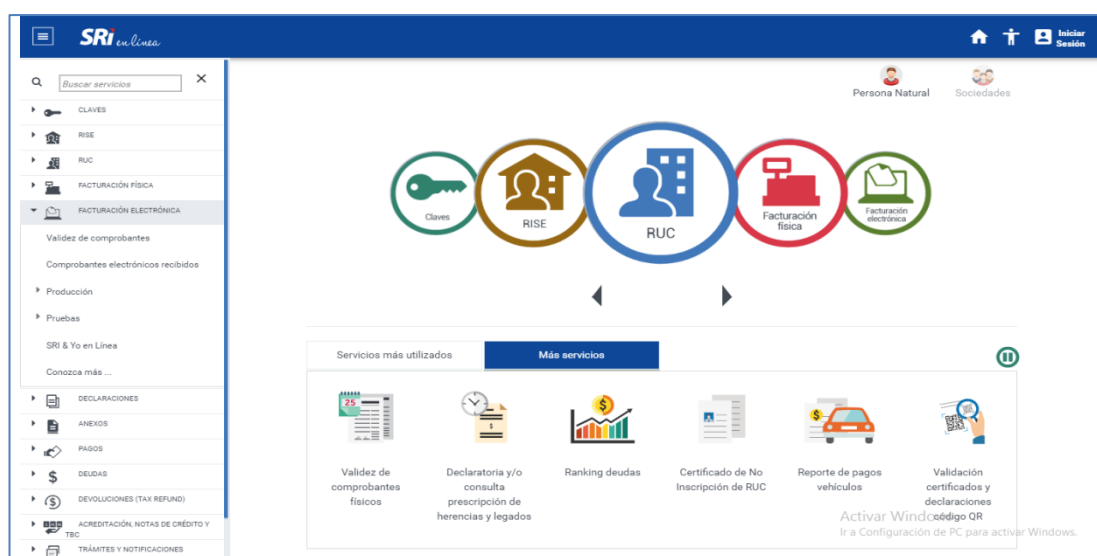 SRi en línea
Iniciar
Sesión
Buscar servicios
CLAVES
RISE
RUC
FACTURACIÓN FÍSICA
FACTURACIÓN ELECTRÓNICA
Validez de comprobantes
Comprobantes electrónicos recibidos
Producción
Pruebas
SRI & Yo en Línea
Conozca más ...
DECLARACIONES
ANEXOS
PAGOS
DEUDAS
DEVOLUCIONES (TAX REFUND)
ACREDITACIÓN, NOTAS DE CRÉDITO Y
TBC
TRÁMITES Y NOTIFICACIONES
Persona Natural
Sociedades
Claves
RISE
RUC
Facturación
física
Facturación
electrónica
Servicios más utilizados
Más servicios
25
Validez de
comprobantes
físicos
Declaratoria y/o
consulta
prescripción de
herencias y legados
Ranking deudas
Certificado de No
Inscripción de RUC
Reporte de pagos
vehículos
Validación
certificados y
declaraciones
código QR
Activar Windows
Ir a Configuración de PC para activar Windows.